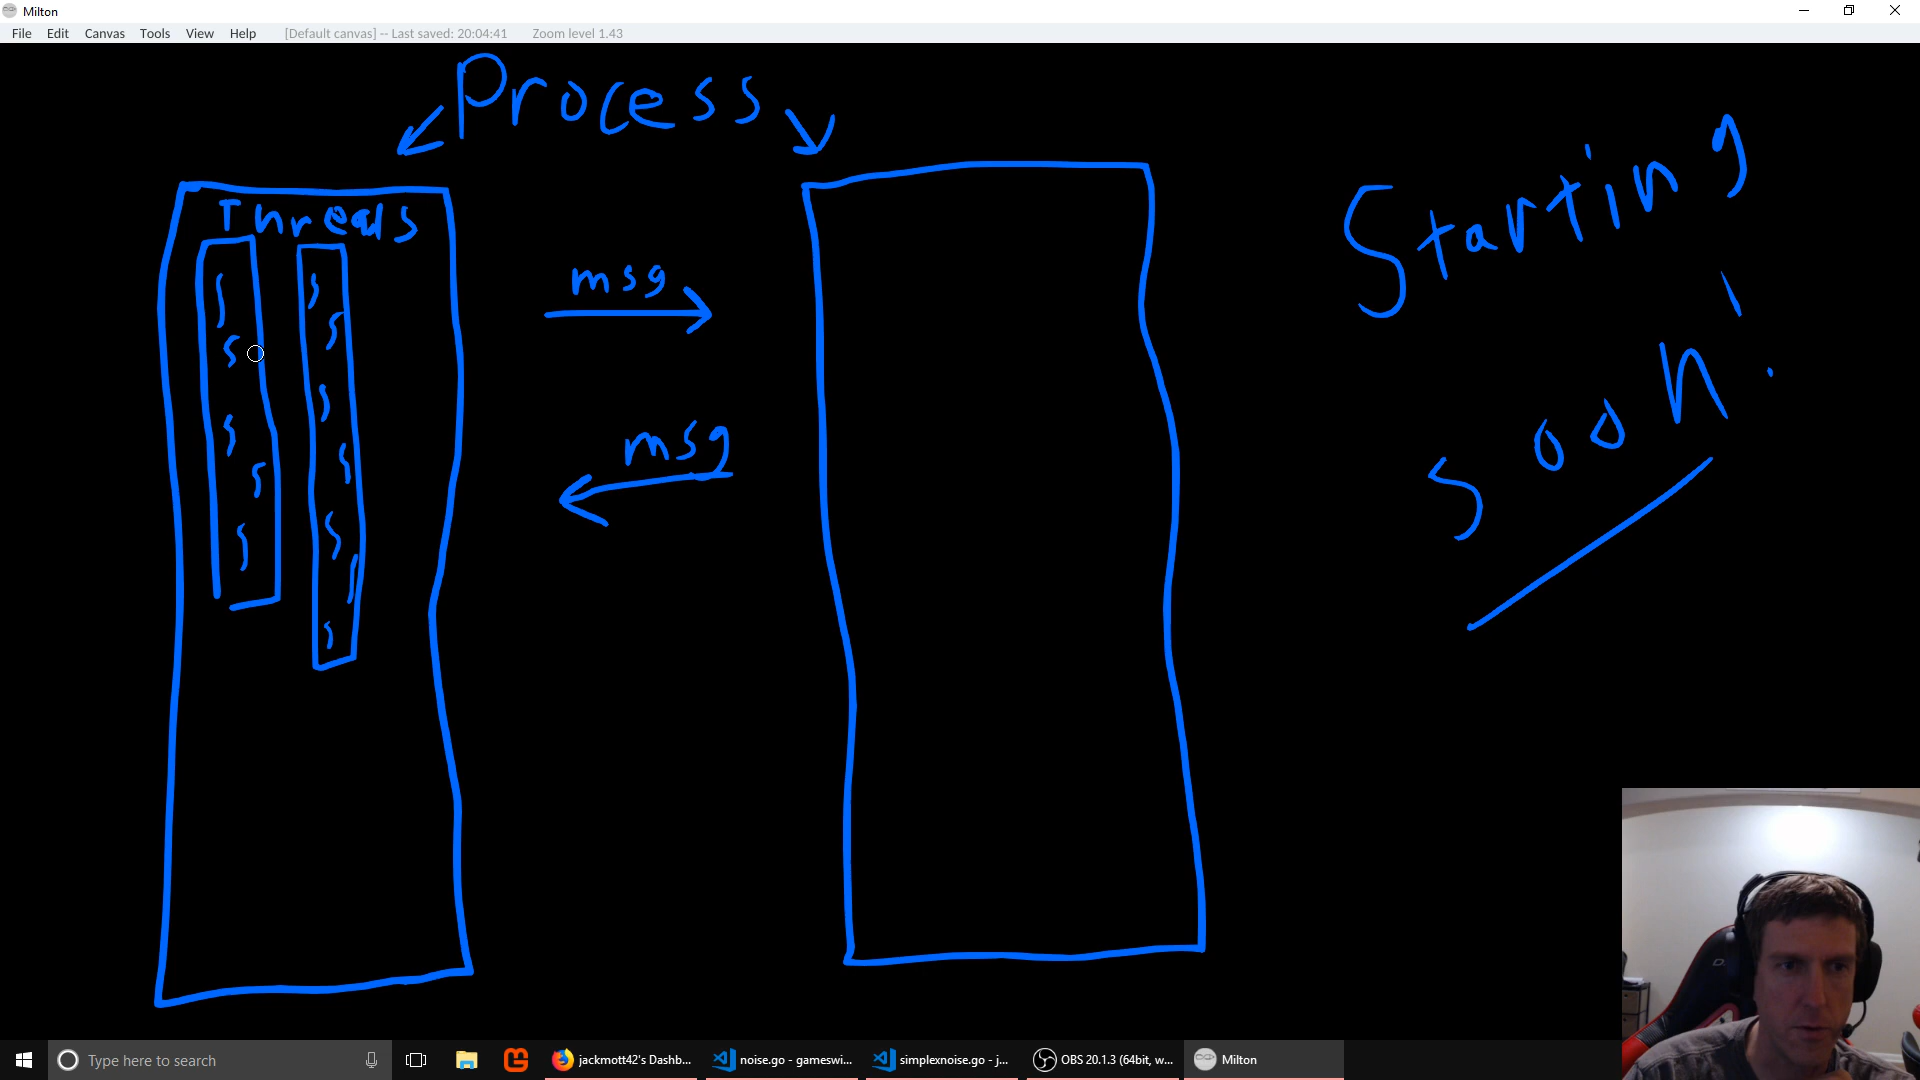 Milton
File Edit Canvas Tools View Help [Default canvas] -- Last saved: 20:04:41 Zoom level 1.43
Process
Threads
msg
msg
Starting
soon!
Type here to search
jackmott42's Dashb...
noise.go - gameswi...
simplexnoise.go - j...
OBS 20.1.3 (64bit, w...
Milton